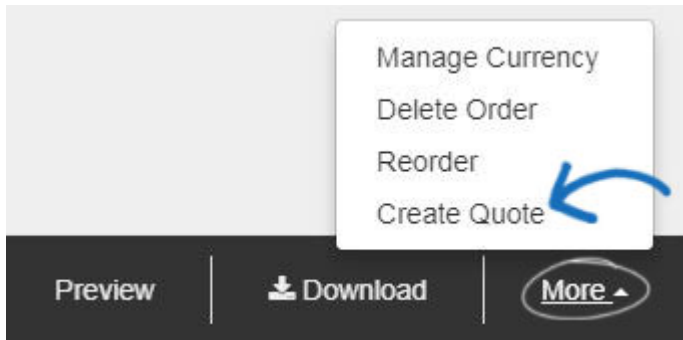 Manage Currency
Delete Order
Reorder
Create Quote
Preview Download More